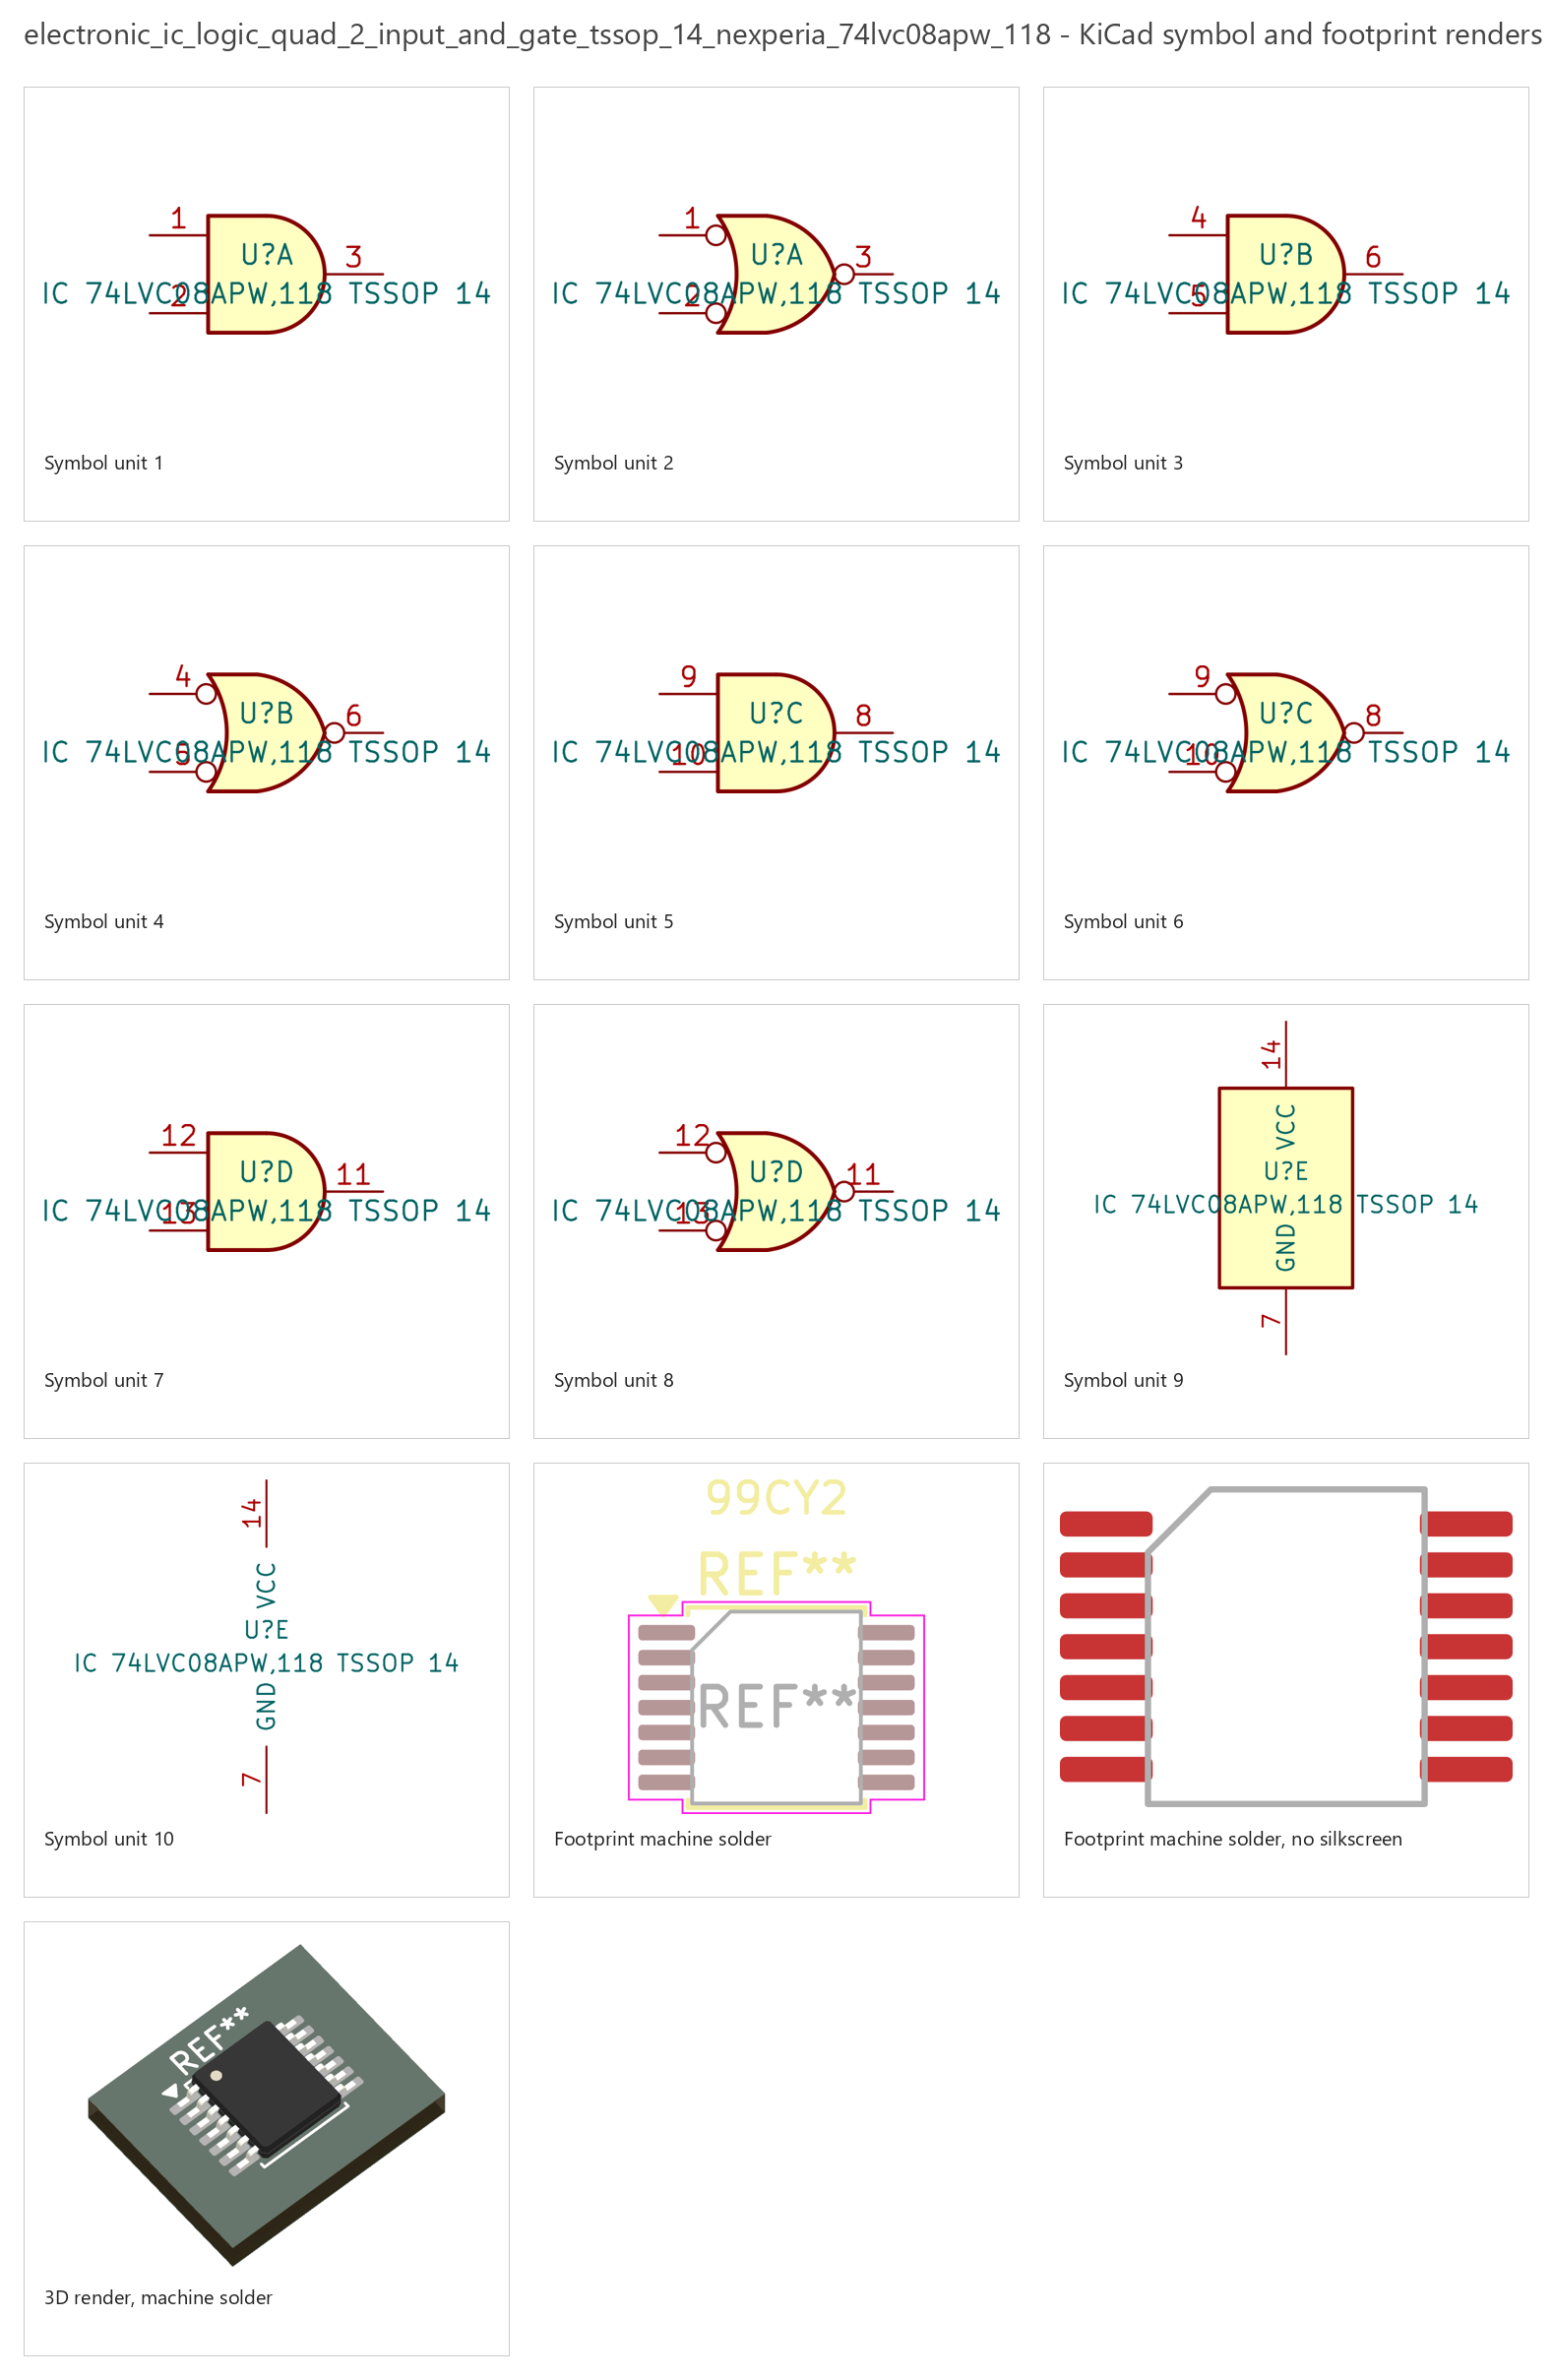 electronic_ic_logic_quad_2_input_and_gate_tssop_14_nexperia_74lvc08apw_118 - KiCad symbol and footprint renders
1
U?A
3
IC 74LVC08APW,118 TSSOP 14
2
Symbol unit 1
1
U?A
3
IC 74LVC08APW,118 TSSOP 14
2
Symbol unit 2
4
U?B
6
IC 74LVC08APW,118 TSSOP 14
5
Symbol unit 3
4
U?B
6
IC 74LVC08APW,118 TSSOP 14
5
Symbol unit 4
9
U?C
8
IC 74LVC08APW,118 TSSOP 14
10
Symbol unit 5
9
U?C
8
IC 74LVC08APW,118 TSSOP 14
10
Symbol unit 6
12
U?D
11
IC 74LVC08APW,118 TSSOP 14
13
Symbol unit 7
12
U?D
11
IC 74LVC08APW,118 TSSOP 14
13
Symbol unit 8
14
VCC
U?E
IC 74LVC08APW,118 TSSOP 14
GND
7
Symbol unit 9
14
VCC
U?E
IC 74LVC08APW,118 TSSOP 14
GND
7
Symbol unit 10
99CY2
REF**
REF**
Footprint machine solder
Footprint machine solder, no silkscreen
REF**
3D render, machine solder